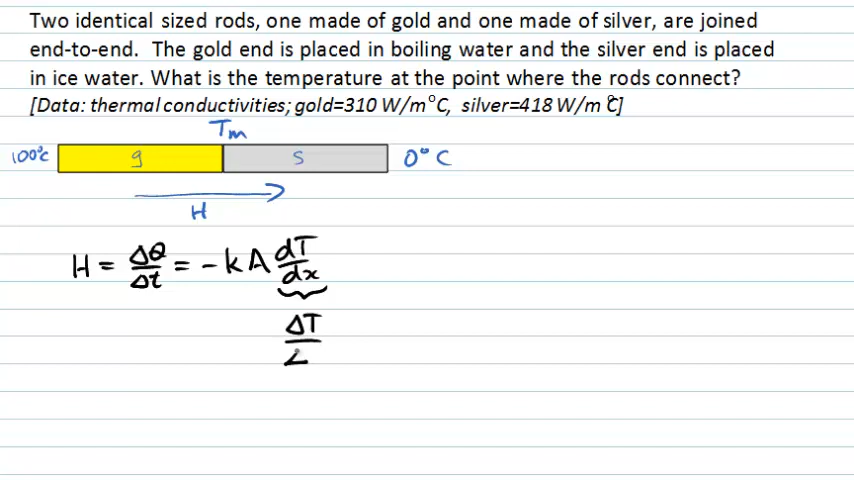 Two identical sized rods, one made of gold and one made of silver, are joined
end-to-end. The gold end is placed in boiling water and the silver end is placed
in ice water. What is the temperature at the point where the rods connect?
[Data: thermal conductivities; gold=310 W/m°C, silver=418 W/m°C]
Tm
100°C g s 0° C
H
H = ΔQ/Δt = -kA dT/dx
ΔT